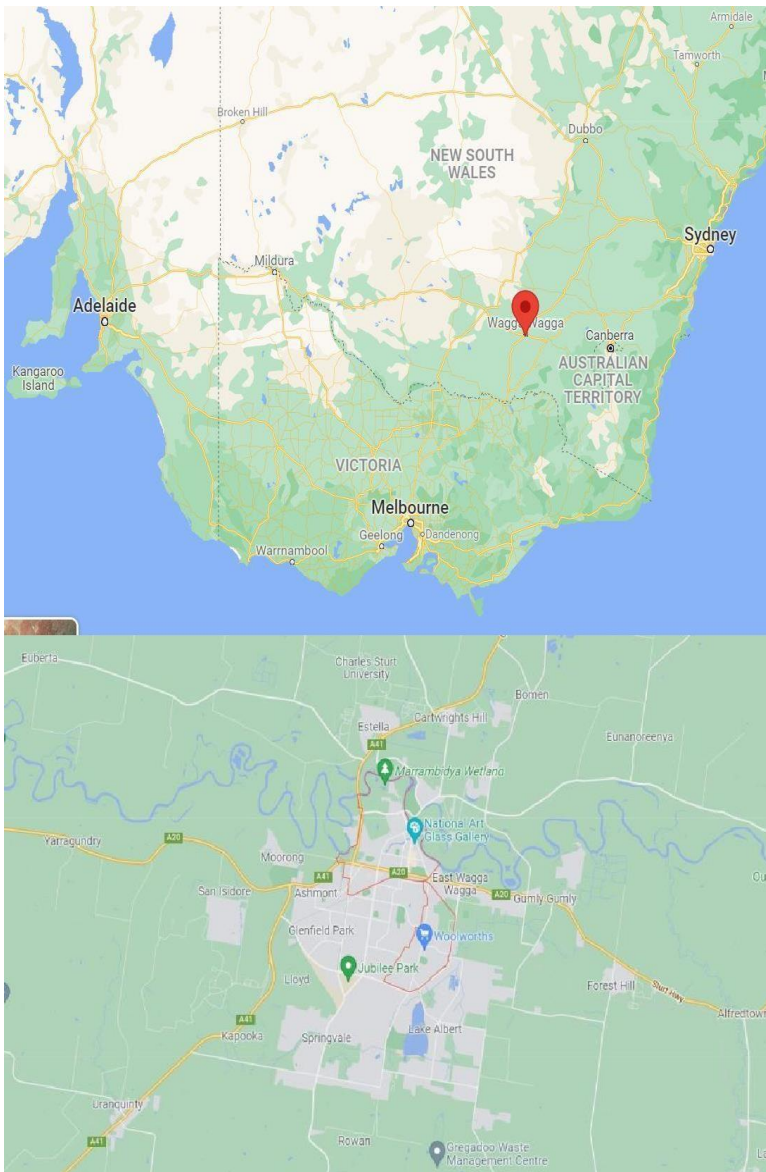 Armidale
Tamworth
Broken Hill
Dubbo
NEW SOUTH
WALES
Sydney
Mildura
Adelaide
Wagga Wagga
Canberra
Kangaroo
Island
AUSTRALIAN
CAPITAL
TERRITORY
VICTORIA
Melbourne
Geelong
Dandenong
Warrnambool
Euberta
Charles Sturt
University
Bomen
Cartwrights Hill
Estella
Eunanoreenya
A41
Marrambidya Wetland
National Art
Glass Gallery
Yarragundry
A20
Moorong
A41
A20
East Wagga
Wagga
San Isidore
Ashmont
A20
Gumly Gumly
Glenfield Park
Woolworths
Jubilee Park
Lloyd
Forest Hill
Sturt Hwy
A41
Alfredtown
Kapooka
Springvale
Lake Albert
Uranquinty
A41
Rowan
Gregadoo Waste
Management Centre